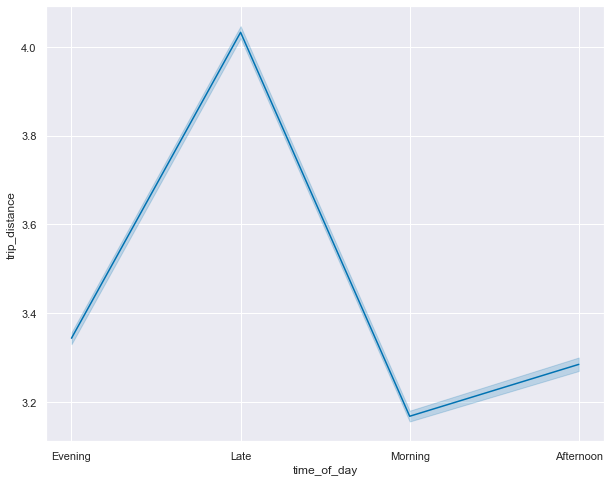 4.0
3.8
3.6
3.4
3.2
trip_distance
Evening Late Morning Afternoon
time_of_day